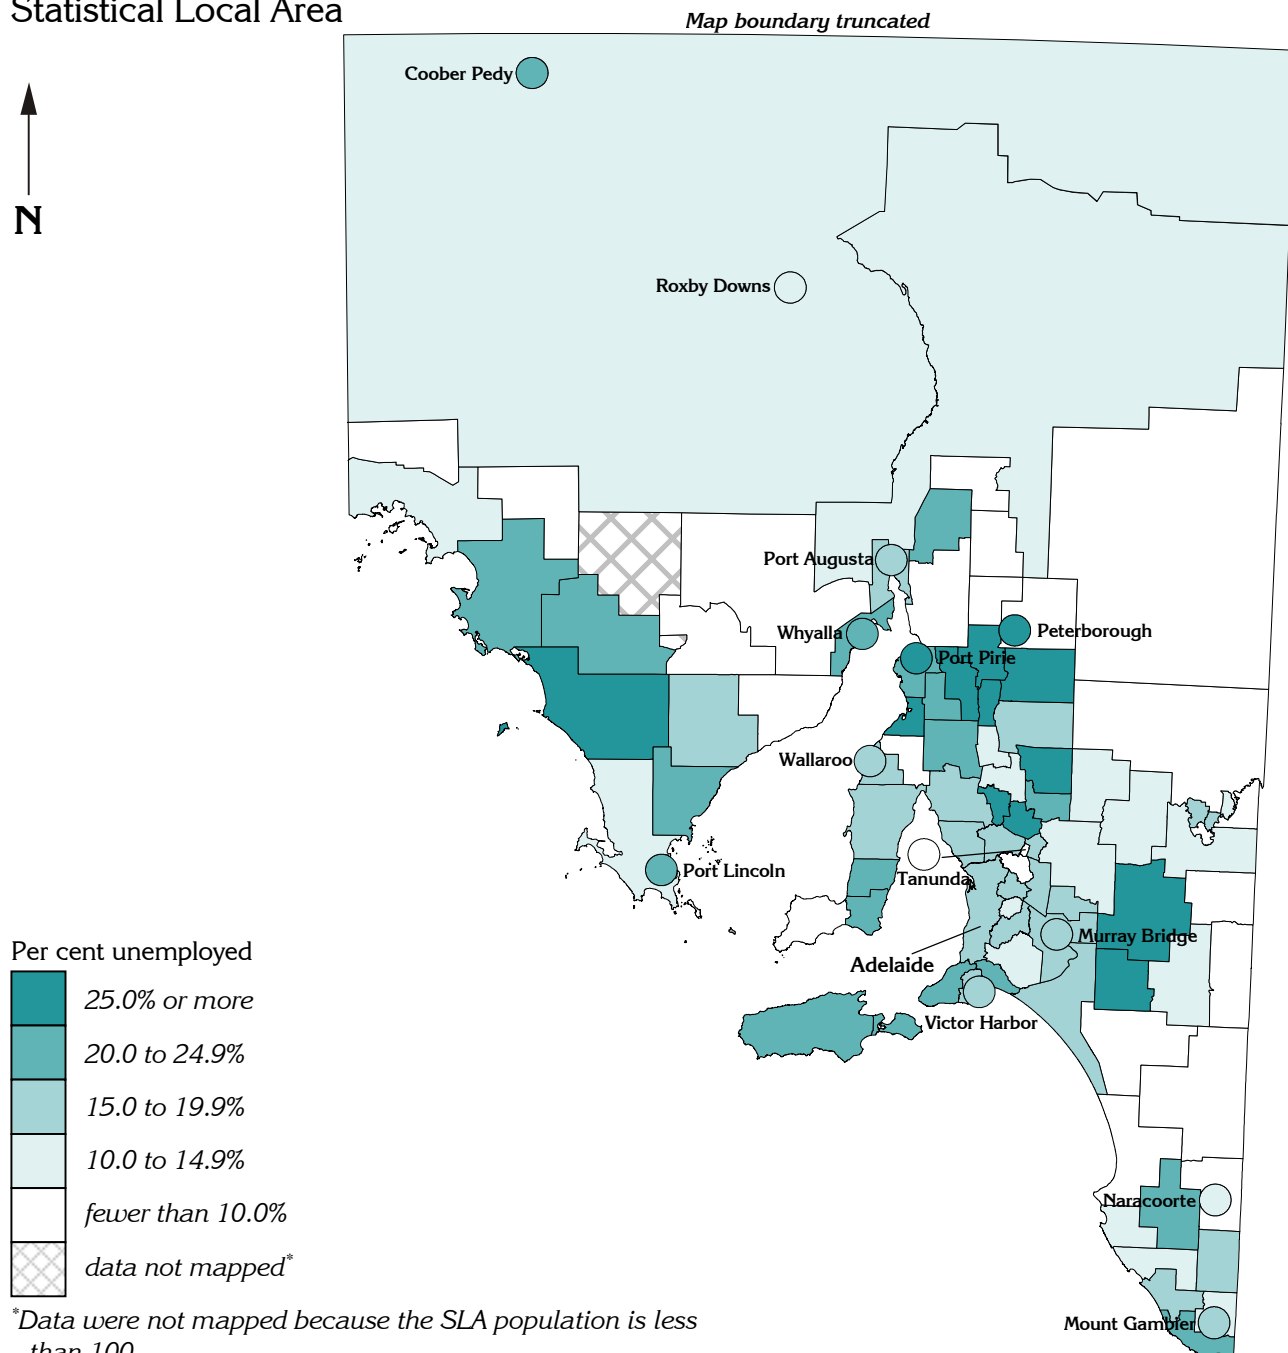 Statistical Local Area
Map boundary truncated
Coober Pedy
N
Roxby Downs
Port Augusta
Whyalla
Peterborough
Port Pirie
Wallaroo
Port Lincoln
Tanunda
Murray Bridge
Adelaide
Victor Harbor
Naracoorte
Mount Gambier
Per cent unemployed
25.0% or more
20.0 to 24.9%
15.0 to 19.9%
10.0 to 14.9%
fewer than 10.0%
data not mapped*
*Data were not mapped because the SLA population is less
than 100